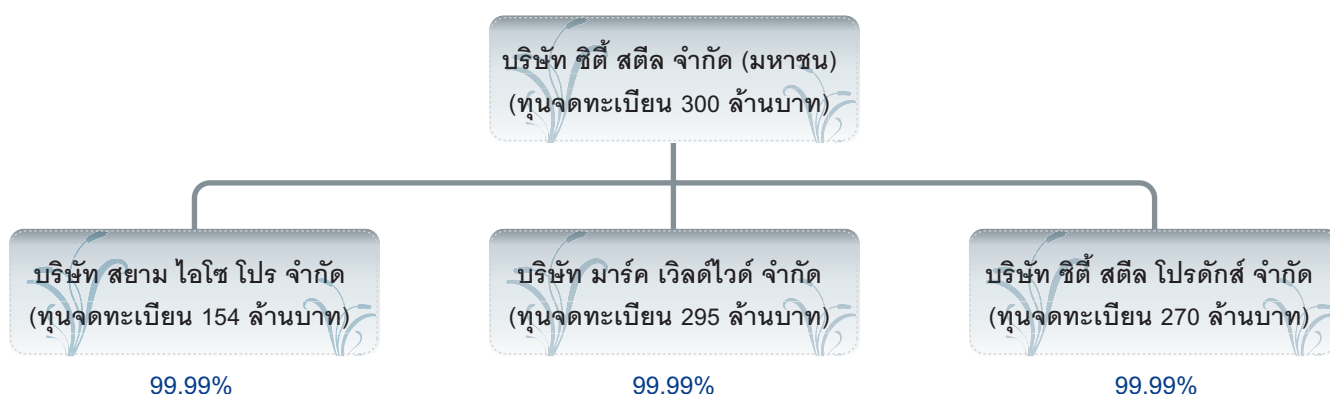 บริษัท ซิตี้ สตีล จำกัด (มหาชน)
(ทุนจดทะเบียน 300 ล้านบาท)
บริษัท สยาม ไอโซ โปร จำกัด
(ทุนจดทะเบียน 154 ล้านบาท)
99.99%
บริษัท มาร์ค เวิลด์ไวด์ จำกัด
(ทุนจดทะเบียน 295 ล้านบาท)
99.99%
บริษัท ซิตี้ สตีล โปรดักส์ จำกัด
(ทุนจดทะเบียน 270 ล้านบาท)
99.99%